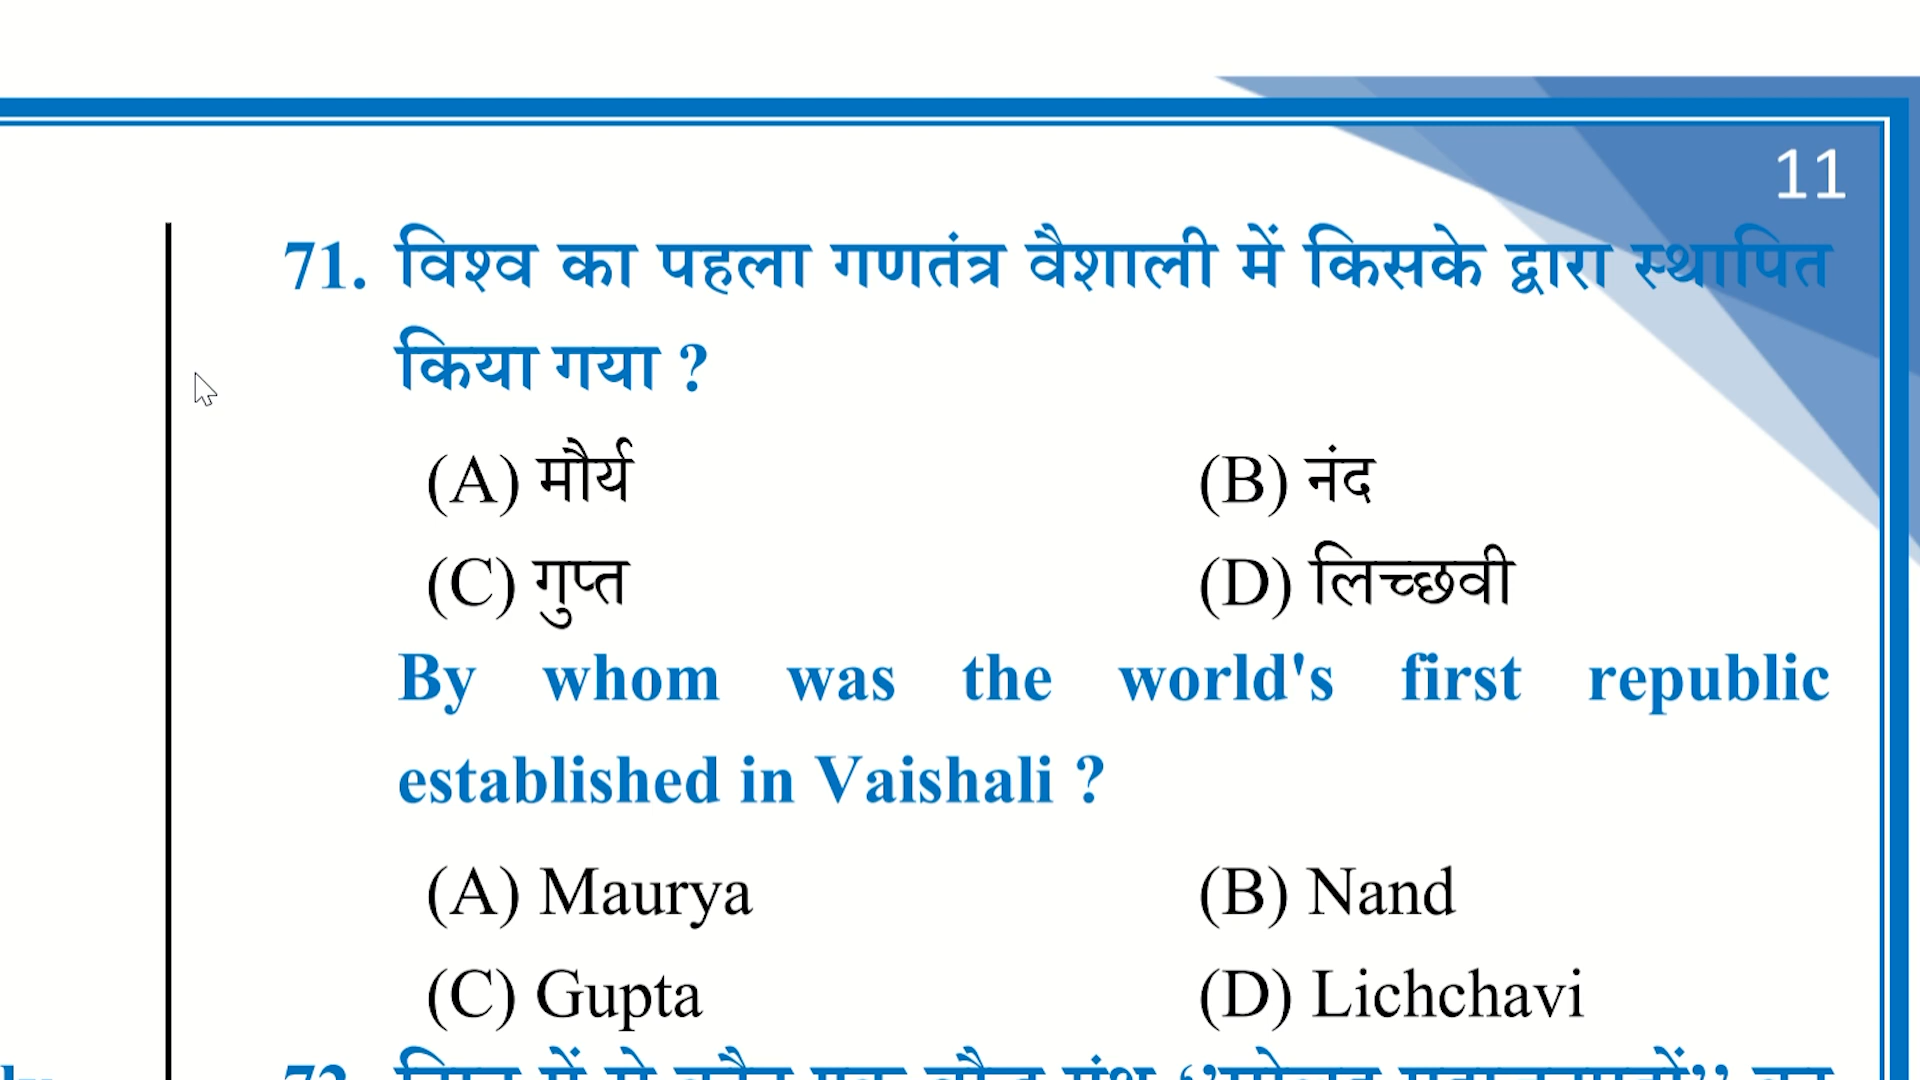 11
71. विश्व का पहला गणतंत्र वैशाली में किसके द्वारा स्थापित
किया गया ?
(A) मौर्य (B) नंद
(C) गुप्त (D) लिच्छवी
By whom was the world's first republic
established in Vaishali ?
(A) Maurya (B) Nand
(C) Gupta (D) Lichchavi